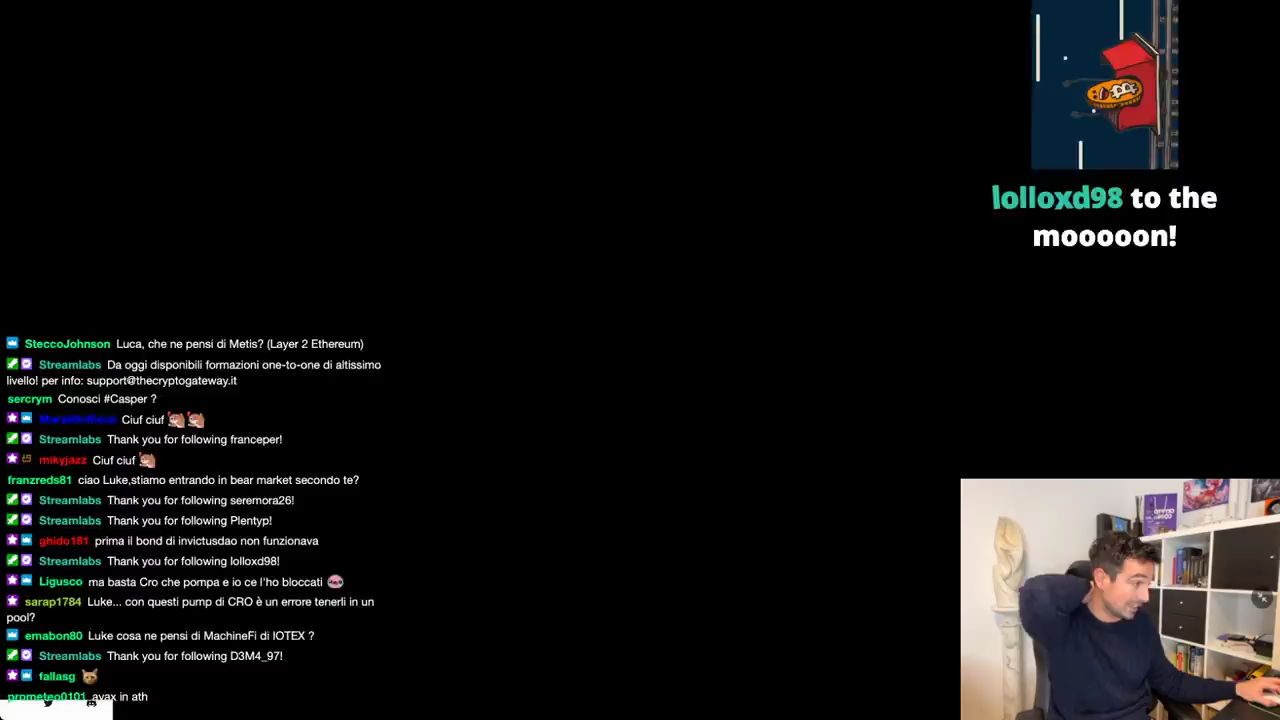 lolloxd98 to the
mooooon!
SteccoJohnson Luca, che ne pensi di Metis? (Layer 2 Ethereum)
Streamlabs Da oggi disponibili formazioni one-to-one di altissimo
livello! per info: support@thecryptogateway.it
sercrym Conosci #Casper ?
Ciuf ciuf
Streamlabs Thank you for following franceper!
mikyjazz Ciuf ciuf
franzreds81 ciao Luke,stiamo entrando in bear market secondo te?
Streamlabs Thank you for following seremora26!
Streamlabs Thank you for following Plentyp!
ghido181 prima il bond di invictusdao non funzionava
Streamlabs Thank you for following lolloxd98!
Ligusco ma basta Cro che pompa e io ce l'ho bloccati
sarap1784 Luke... con questi pump di CRO è un errore tenerli in un
pool?
emabon80 Luke cosa ne pensi di MachineFi di IOTEX ?
Streamlabs Thank you for following D3M4_97!
fallasg
prometeo0101 avax in ath